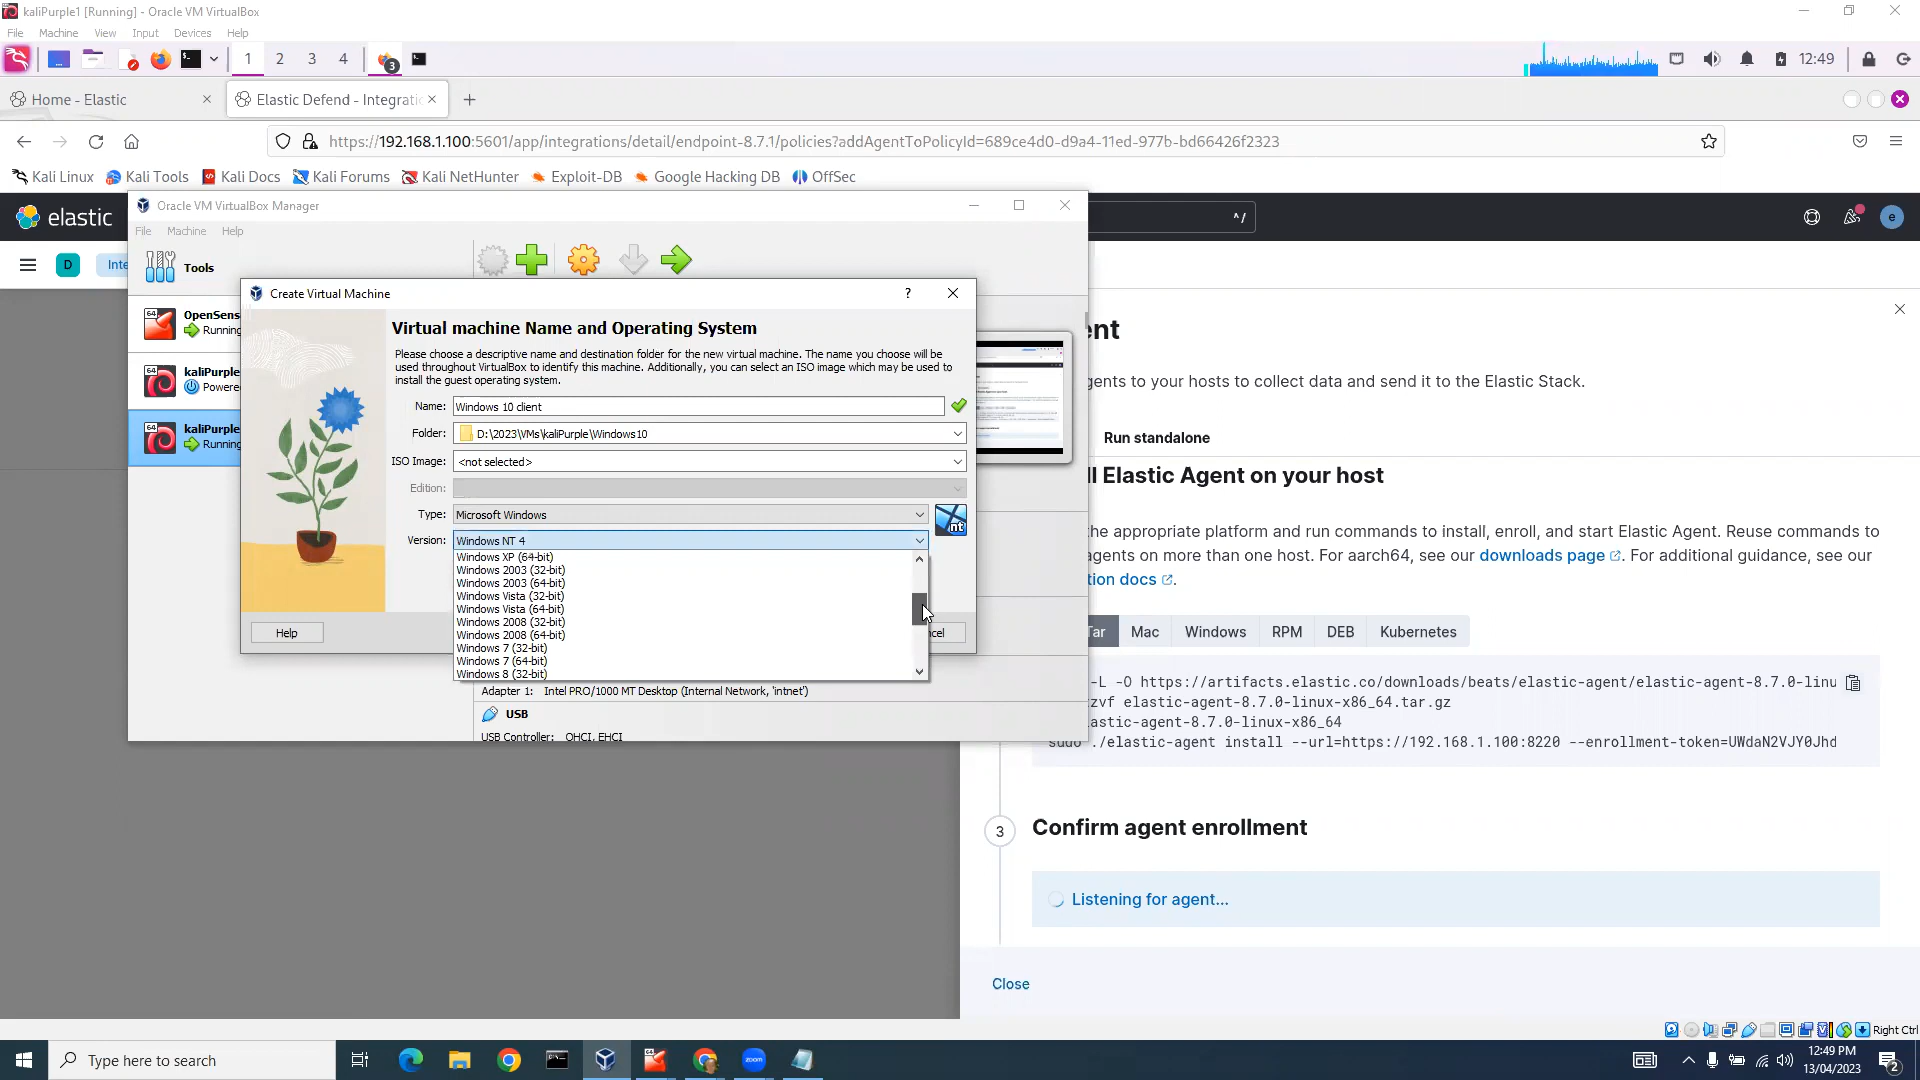 kaliPurple1 [Running] - Oracle VM VirtualBox
File Machine View Input Devices Help
1 2 3 4 3 12:49
Home - Elastic
Elastic Defend - Integratio
https://192.168.1.100:5601/app/integrations/detail/endpoint-8.7.1/policies?addAgentToPolicyId=689ce4d0-d9a4-11ed-977b-bd66426f2323
Kali Linux Kali Tools Kali Docs Kali Forums Kali NetHunter Exploit-DB Google Hacking DB OffSec
elastic
^/
e
D
Inte
Oracle VM VirtualBox Manager
File Machine Help
Tools
64
OpenSens
Running
64
kaliPurple
Powere
64
kaliPurple
Running
Create Virtual Machine
?
Virtual machine Name and Operating System
Please choose a descriptive name and destination folder for the new virtual machine. The name you choose will be
used throughout VirtualBox to identify this machine. Additionally, you can select an ISO image which may be used to
install the guest operating system.
Name: Windows 10 client
Folder: D:\2023\VMs\kaliPurple\Windows10
ISO Image: <not selected>
Edition:
Type: Microsoft Windows
nt
Version: Windows NT 4
Windows XP (64-bit)
Windows 2003 (32-bit)
Windows 2003 (64-bit)
Windows Vista (32-bit)
Windows Vista (64-bit)
Windows 2008 (32-bit)
Windows 2008 (64-bit)
Windows 7 (32-bit)
Windows 7 (64-bit)
Windows 8 (32-bit)
Help
cel
Adapter 1: Intel PRO/1000 MT Desktop (Internal Network, 'intnet')
USB
USB Controller: OHCI, EHCI
ent
gents to your hosts to collect data and send it to the Elastic Stack.
Run standalone
ll Elastic Agent on your host
the appropriate platform and run commands to install, enroll, and start Elastic Agent. Reuse commands to
agents on more than one host. For aarch64, see our downloads page. For additional guidance, see our
tion docs.
Tar Mac Windows RPM DEB Kubernetes
-L -O https://artifacts.elastic.co/downloads/beats/elastic-agent/elastic-agent-8.7.0-linu
zvf elastic-agent-8.7.0-linux-x86_64.tar.gz
astic-agent-8.7.0-linux-x86_64
sudo ./elastic-agent install --url=https://192.168.1.100:8220 --enrollment-token=UWdaN2VJY0Jhd
3
Confirm agent enrollment
Listening for agent...
Close
Right Ctrl
Type here to search
64
zoom
12:49 PM
13/04/2023
2